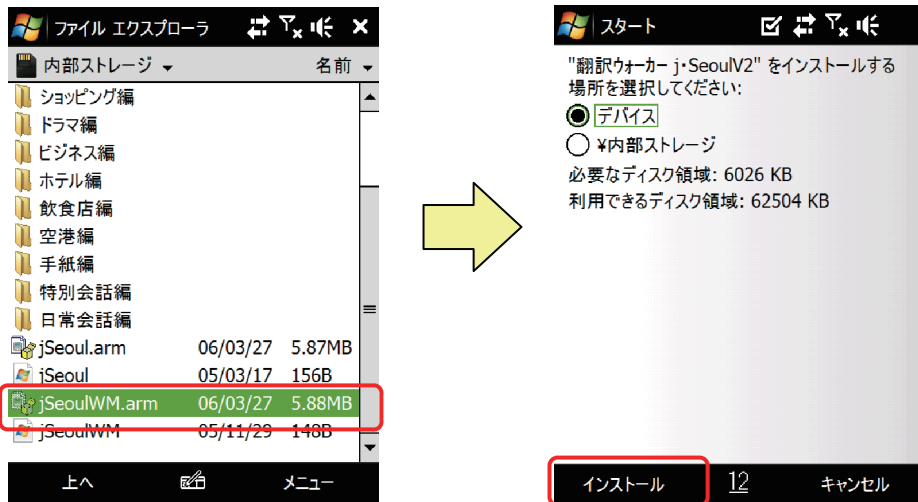 ファイル エクスプローラ
内部ストレージ 名前
ショッピング編
ドラマ編
ビジネス編
ホテル編
飲食店編
空港編
手紙編
特別会話編
日常会話編
jSeoul.arm 06/03/27 5.87MB
jSeoul 05/03/17 156B
jSeoulWM.arm 06/03/27 5.88MB
jSeoulWM 05/11/29 148B
上へ メニュー
スタート
"翻訳ウォーカー j・SeoulV2" をインストールする
場所を選択してください:
デバイス
¥内部ストレージ
必要なディスク領域: 6026 KB
利用できるディスク領域: 62504 KB
インストール 12 キャンセル